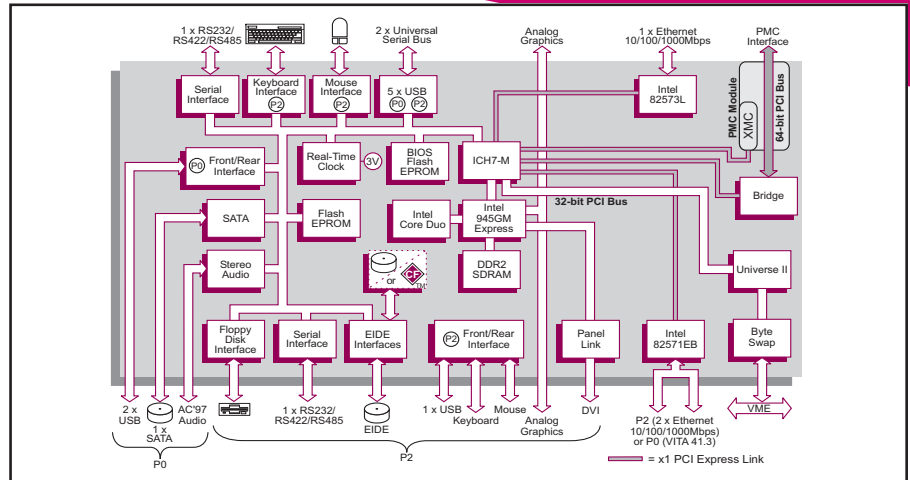 1 x RS232/
RS422/RS485
2 x Universal
Serial Bus
Analog
Graphics
1 x Ethernet
10/100/1000Mbps
PMC
Interface
Serial
Interface
Keyboard
Interface
P2
Mouse
Interface
P2
5 x USB
P0 P2
Intel
82573L
PMC Module
XMC
64-bit PCI Bus
P0 Front/Rear
Interface
Real-Time
Clock
3V
BIOS
Flash
EPROM
ICH7-M
32-bit PCI Bus
Bridge
SATA
Flash
EPROM
Intel
Core Duo
Intel
945GM
Express
Stereo
Audio
or CF TM
DDR2
SDRAM
Universe II
Floppy
Disk
Interface
Serial
Interface
EIDE
Interfaces
P2 Front/Rear
Interface
Panel
Link
Intel
82571EB
Byte
Swap
2 x
USB
1 x
SATA
AC'97
Audio
P0
1 x RS232/
RS422/RS485
EIDE
1 x USB
Keyboard
Mouse
Analog
Graphics
DVI
P2
P2 (2 x Ethernet
10/100/1000Mbps)
or P0 (VITA 41.3)
VME
= x1 PCI Express Link